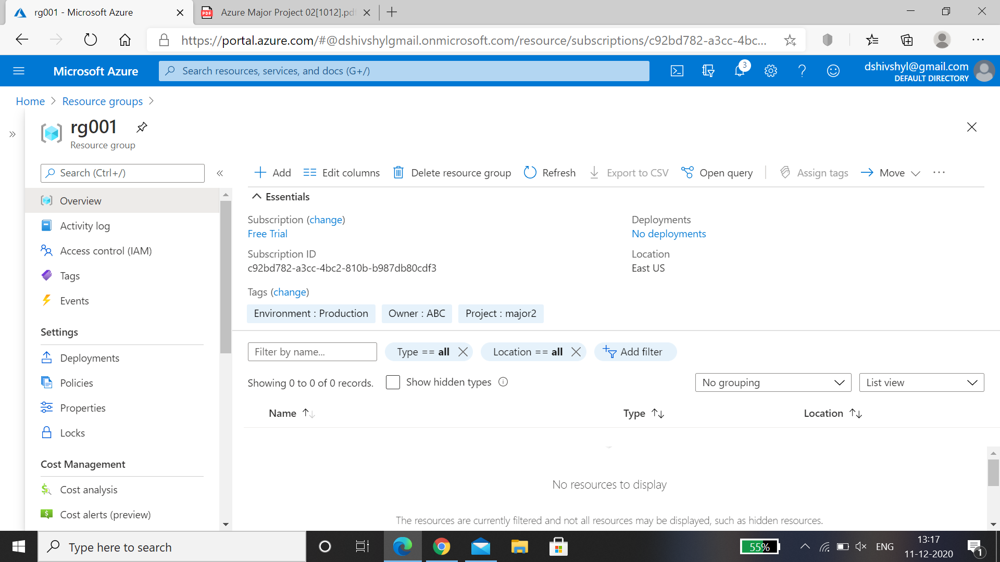 rg001 - Microsoft Azure
PDF
Azure Major Project 02[1012].pdf
https://portal.azure.com/#@dshivshylgmail.onmicrosoft.com/resource/subscriptions/c92bd782-a3cc-4bc...
Microsoft Azure
Search resources, services, and docs (G+/)
3
dshivshyl@gmail.com
DEFAULT DIRECTORY
Home > Resource groups >
rg001
Resource group
Search (Ctrl+/)
Overview
Activity log
Access control (IAM)
Tags
Events
Settings
Deployments
Policies
Properties
Locks
Cost Management
Cost analysis
Cost alerts (preview)
Add
Edit columns
Delete resource group
Refresh
Export to CSV
Open query
Assign tags
Move
Essentials
Subscription (change)
Free Trial
Subscription ID
c92bd782-a3cc-4bc2-810b-b987db80cdf3
Deployments
No deployments
Location
East US
Tags (change)
Environment : Production
Owner : ABC
Project : major2
Filter by name...
Type == all
Location == all
Add filter
Showing 0 to 0 of 0 records.
Show hidden types
No grouping
List view
Name
Type
Location
No resources to display
The resources are currently filtered and not all resources may be displayed, such as hidden resources.
Type here to search
55%
ENG
13:17
11-12-2020
1